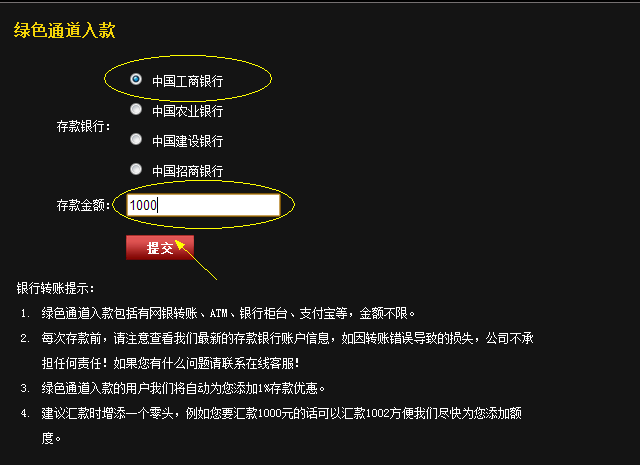 绿色通道入款
中国工商银行
中国农业银行
存款银行：
中国建设银行
中国招商银行
存款金额：
1000
提交
银行转账提示：
1. 绿色通道入款包括有网银转账、ATM、银行柜台、支付宝等，金额不限。
2. 每次存款前，请注意查看我们最新的存款银行账户信息，如因转账错误导致的损失，公司不承
担任何责任！如果您有什么问题请联系在线客服！
3. 绿色通道入款的用户我们将自动为您添加1%存款优惠。
4. 建议汇款时增添一个零头，例如您要汇款1000元的话可以汇款1002方便我们尽快为您添加额
度。